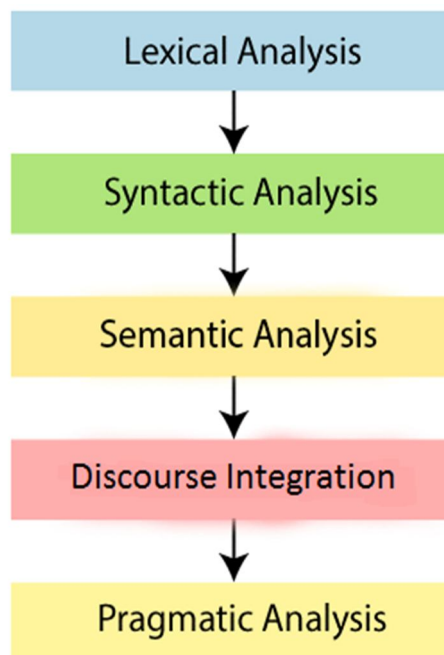 Lexical Analysis
Syntactic Analysis
Semantic Analysis
Discourse Integration
Pragmatic Analysis